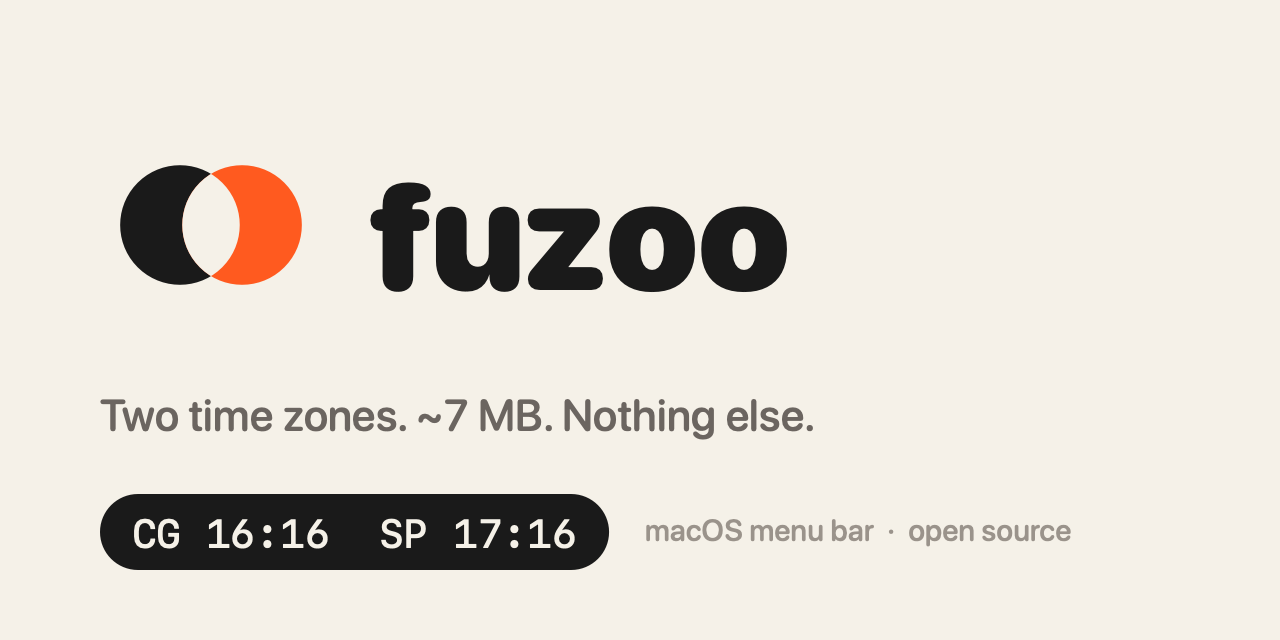 fuzoo
Two time zones. ~7 MB. Nothing else.
CG 16:16 SP 17:16 macOS menu bar · open source